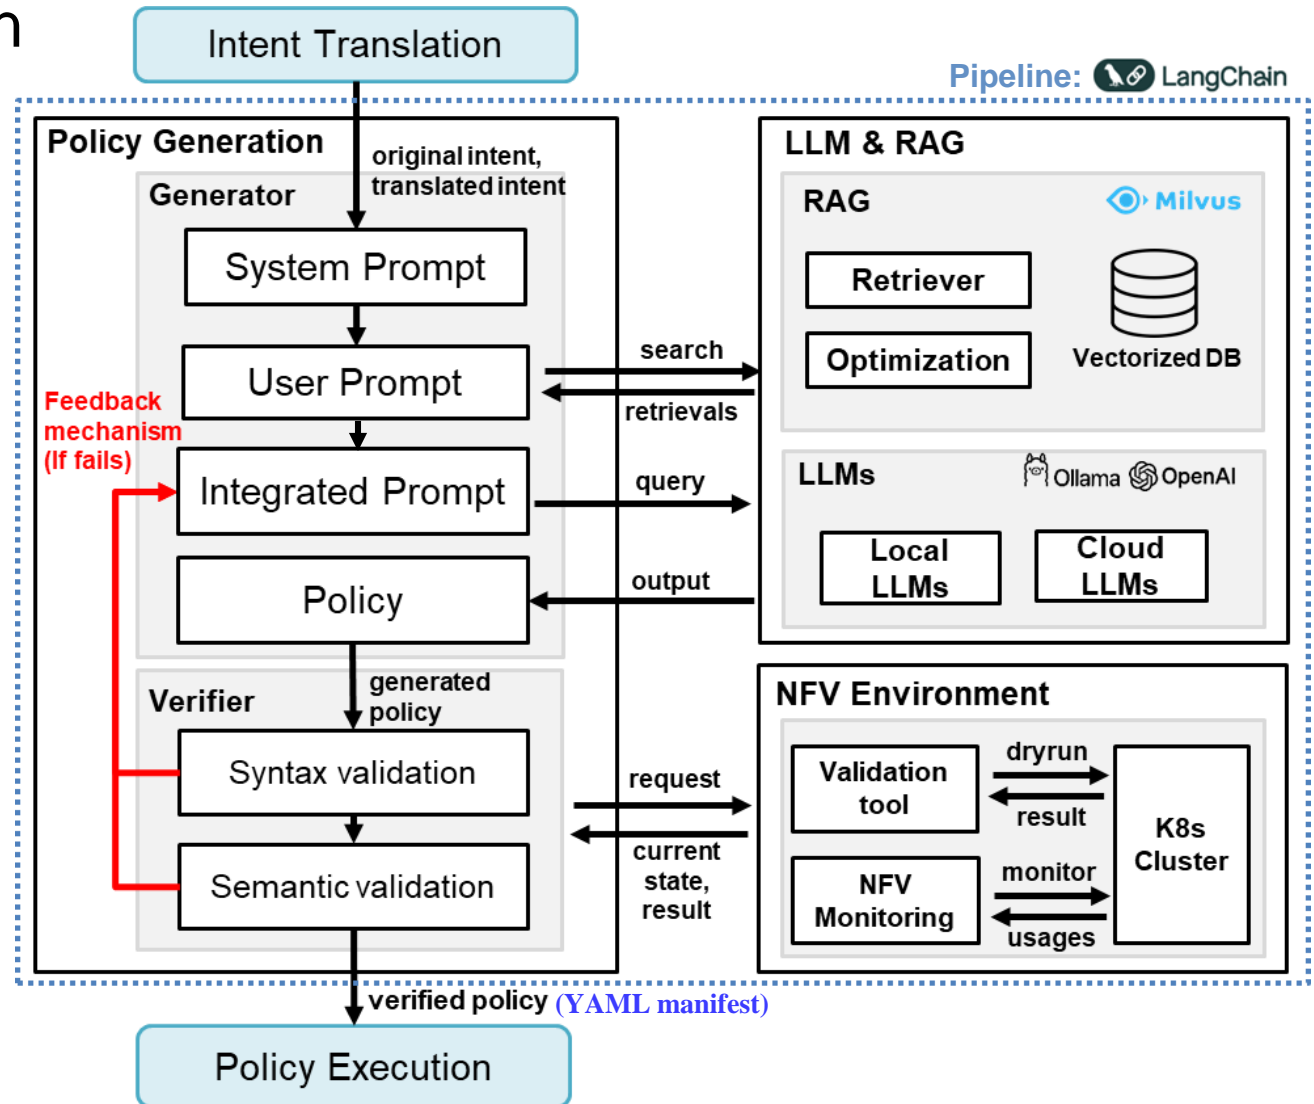 n
Intent Translation
Pipeline: LangChain
Policy Generation
original intent,
translated intent
Generator
System Prompt
User Prompt
Feedback
mechanism
(If fails)
Integrated Prompt
Policy
generated
policy
Verifier
Syntax validation
Semantic validation
search
retrievals
query
output
request
current
state,
result
LLM & RAG
RAG
Milvus
Retriever
Optimization
Vectorized DB
LLMs
Ollama OpenAI
Local
LLMs
Cloud
LLMs
NFV Environment
Validation
tool
dryrun
result
K8s
Cluster
NFV
Monitoring
monitor
usages
verified policy (YAML manifest)
Policy Execution